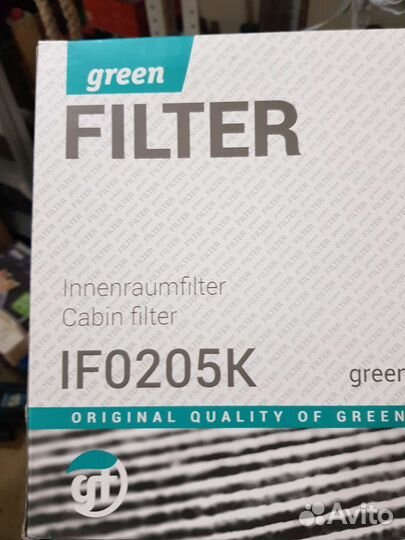 green
FILTER
Innenraumfilter
Cabin filter
IF0205K
green
ORIGINAL QUALITY OF GREEN
gf
Avito